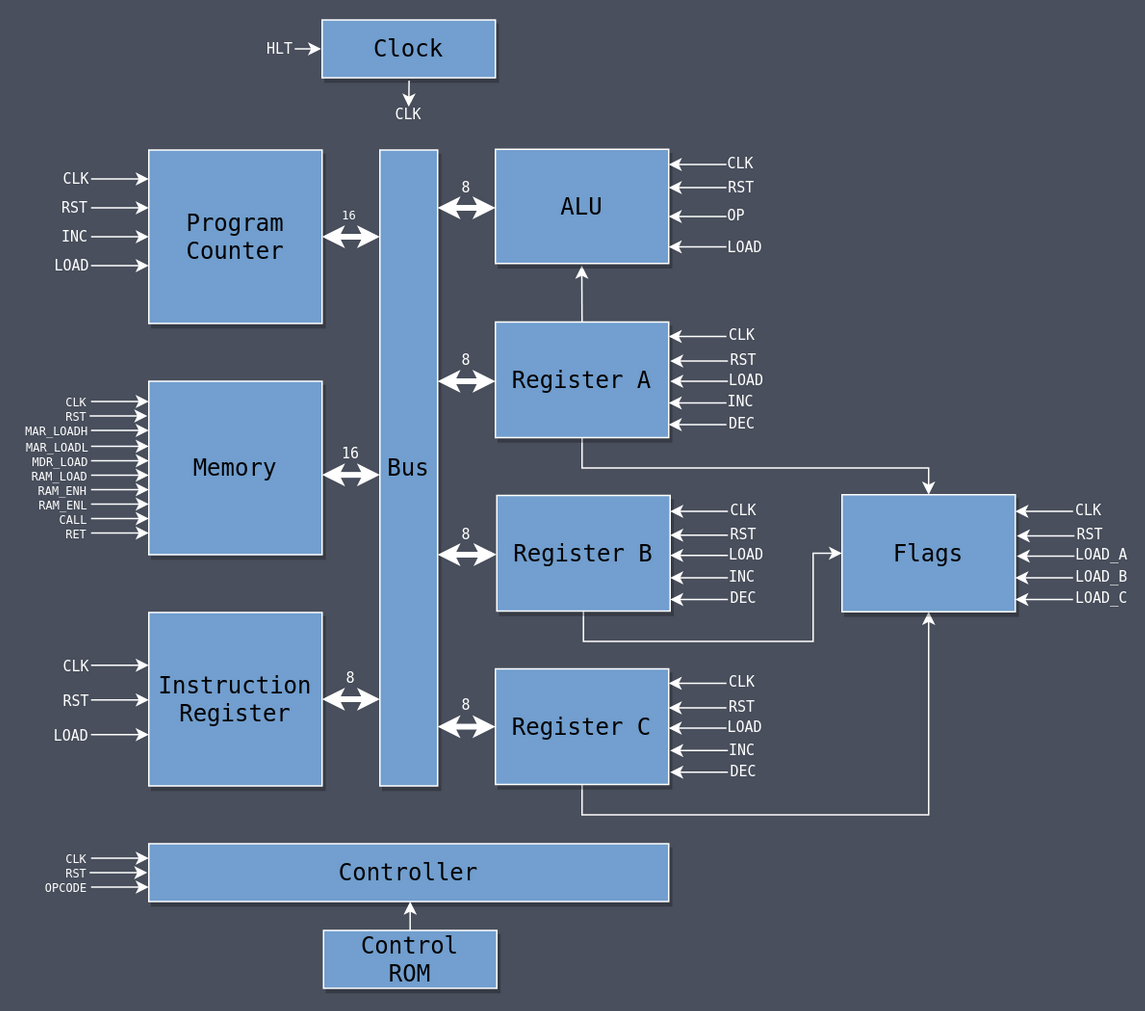 HLT
Clock
CLK
CLK
RST
INC
LOAD
Program
Counter
16
8
ALU
CLK
RST
OP
LOAD
8
Register A
CLK
RST
LOAD
INC
DEC
CLK
RST
MAR_LOADH
MAR_LOADL
MDR_LOAD
RAM_LOAD
RAM_ENH
RAM_ENL
CALL
RET
Memory
16
Bus
8
Register B
CLK
RST
LOAD
INC
DEC
Flags
CLK
RST
LOAD_A
LOAD_B
LOAD_C
CLK
RST
LOAD
Instruction
Register
8
8
Register C
CLK
RST
LOAD
INC
DEC
CLK
RST
OPCODE
Controller
Control
ROM